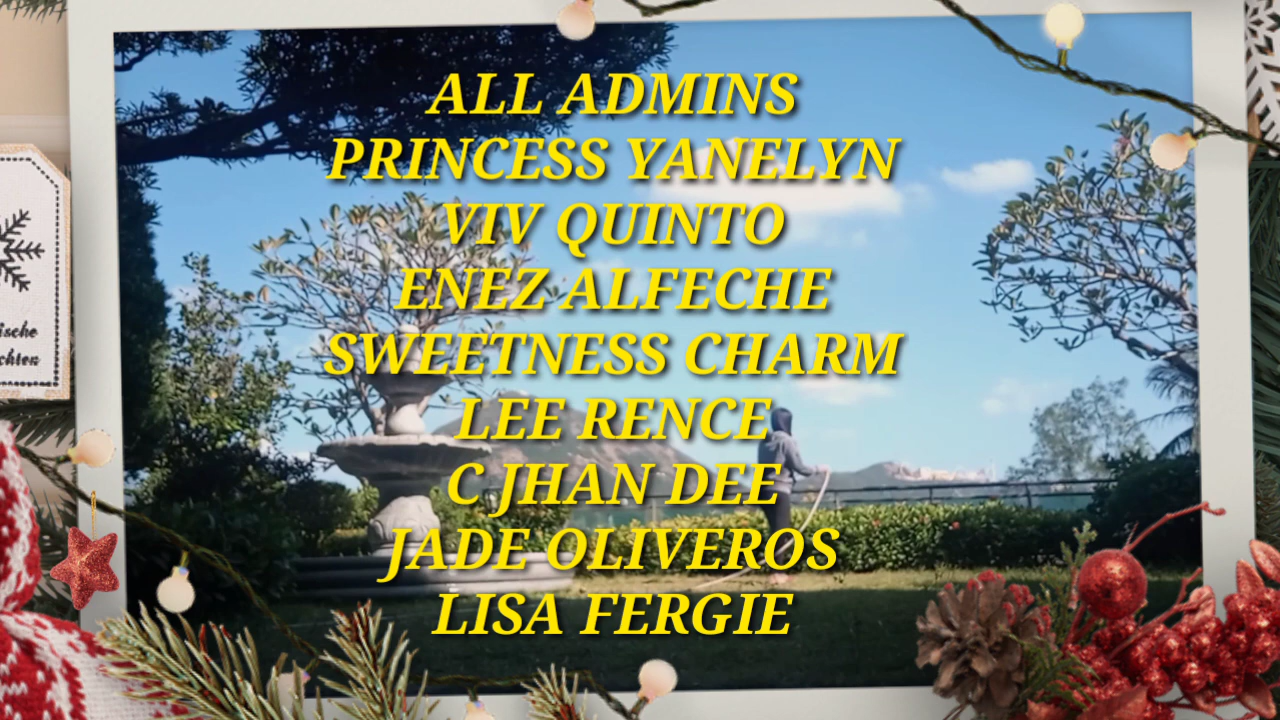 ALL ADMINS
PRINCESS YANELYN
VIV QUINTO
ENEZ ALFECHE
SWEETNESS CHARM
LEE RENCE
C JHAN DEE
JADE OLIVEROS
LISA FERGIE